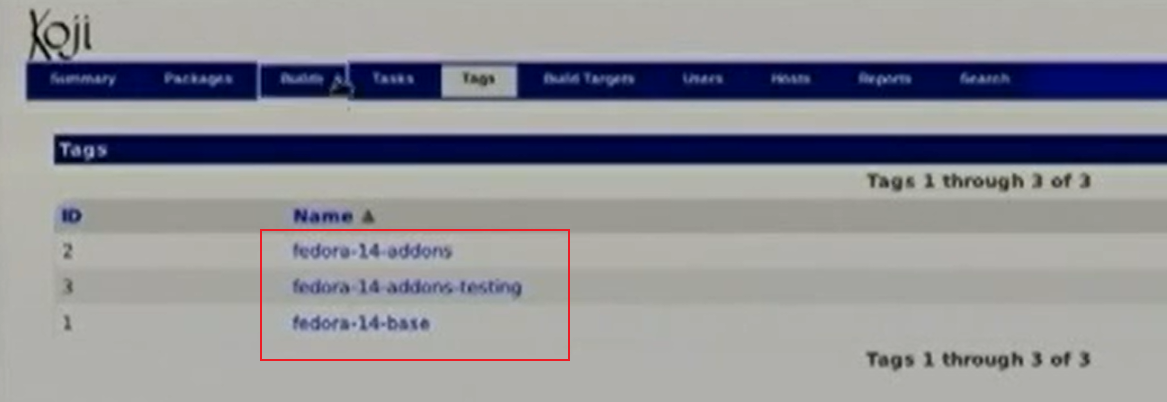 Koji
Summary Packages Builds Tasks Tags Build Targets Users Hosts Reports Search
Tags
Tags 1 through 3 of 3
ID Name ▲
2 fedora-14-addons
3 fedora-14-addons-testing
1 fedora-14-base
Tags 1 through 3 of 3